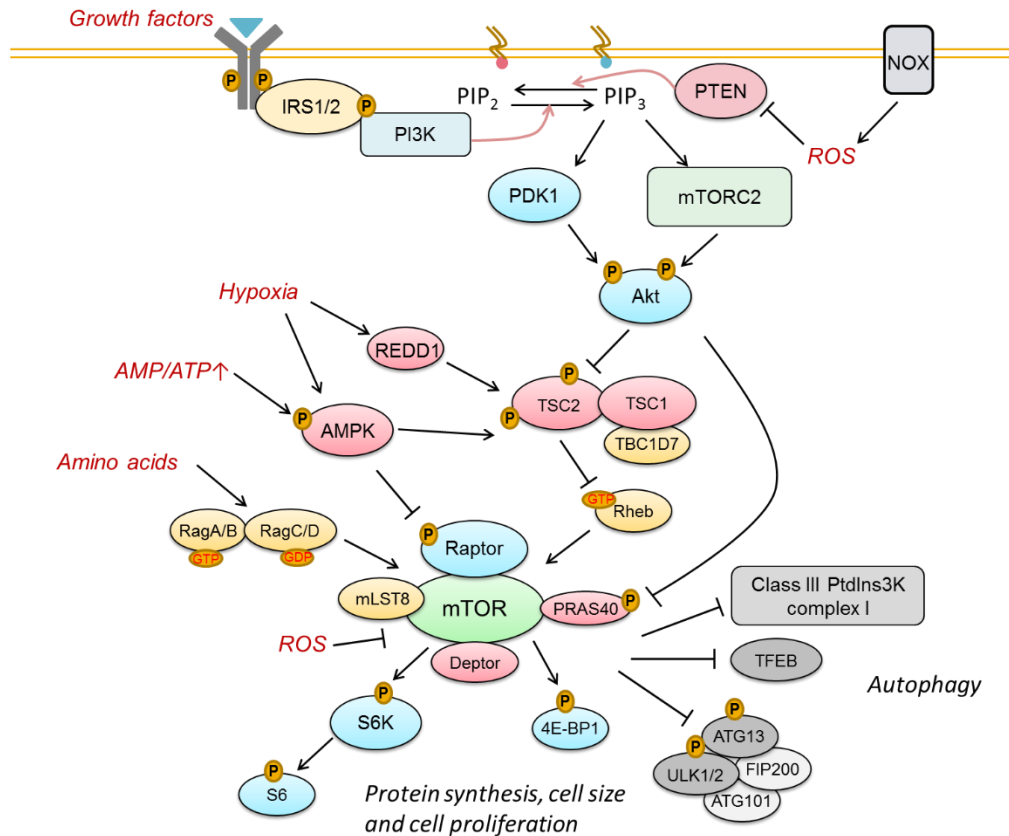 Growth factors
NOX
P
P
IRS1/2
P
PI3K
PIP2
PIP3
PTEN
ROS
PDK1
mTORC2
P
P
Akt
Hypoxia
REDD1
AMP/ATP↑
P
AMPK
P
P
TSC2
TSC1
TBC1D7
Amino acids
GTP
Rheb
RagA/B
RagC/D
GTP
GDP
P
Raptor
mLST8
mTOR
PRAS40
P
Class III PtdIns3K
complex I
ROS
Deptor
TFEB
Autophagy
P
S6K
P
4E-BP1
P
ATG13
P
ULK1/2
FIP200
ATG101
P
S6
Protein synthesis, cell size
and cell proliferation